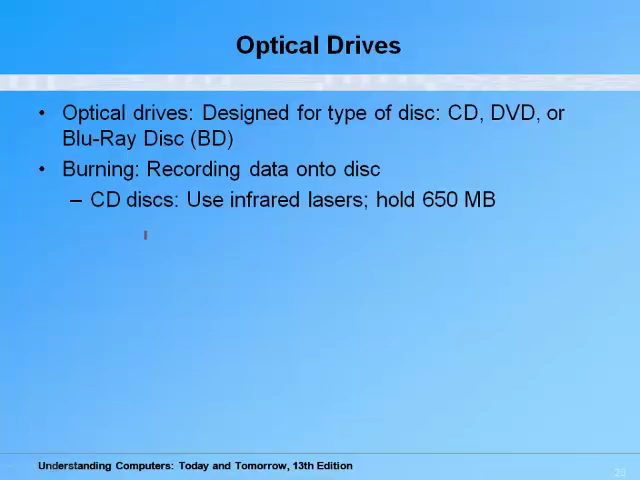 Optical Drives
• Optical drives: Designed for type of disc: CD, DVD, or
Blu-Ray Disc (BD)
• Burning: Recording data onto disc
– CD discs: Use infrared lasers; hold 650 MB
Understanding Computers: Today and Tomorrow, 13th Edition
20